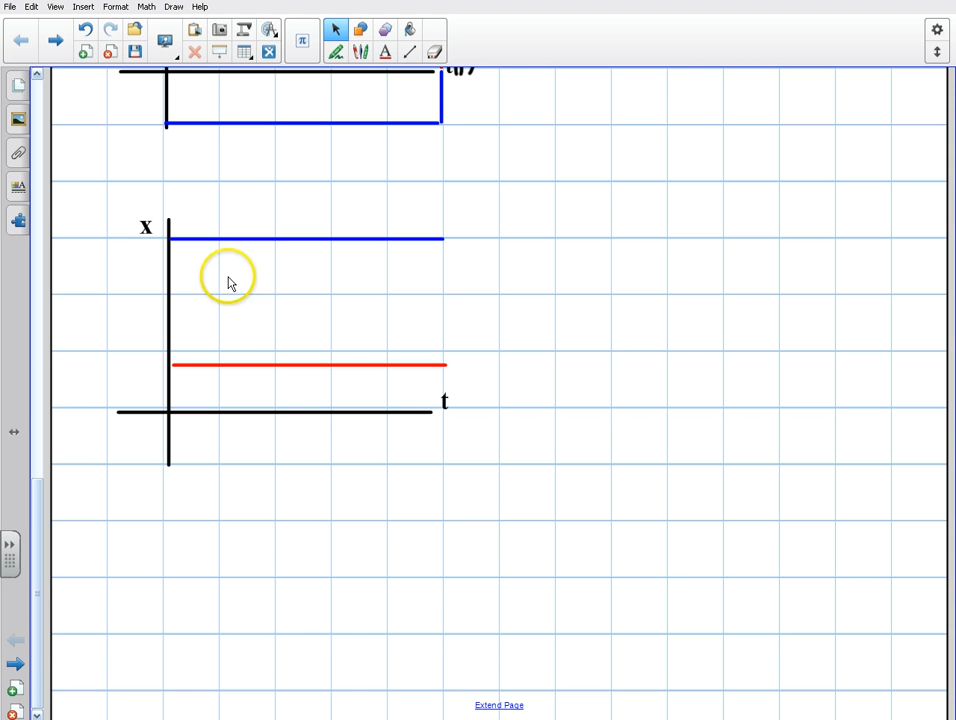 File Edit View Insert Format Math Draw Help
π
A
A
x
t
Extend Page